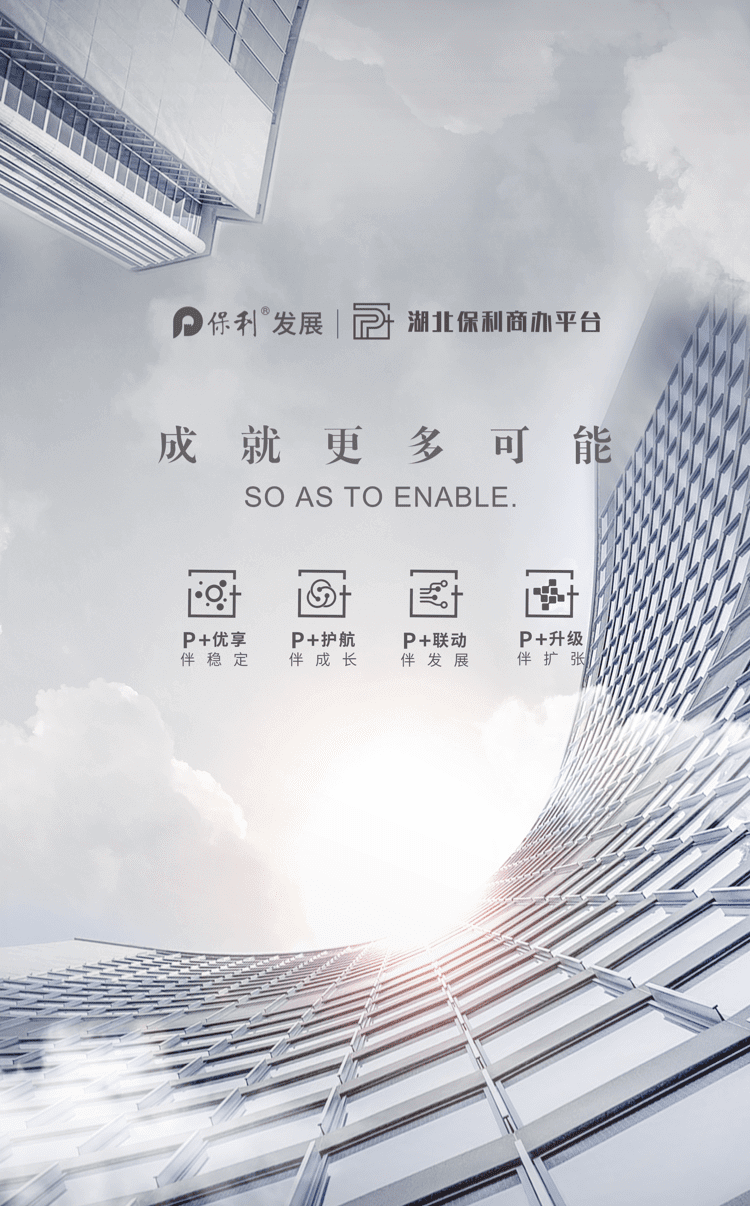 保利®发展 | 湖北保利商办平台
成就更多可能
SO AS TO ENABLE.
P+优享 P+护航 P+联动 P+升级
伴稳定 伴成长 伴发展 伴扩张